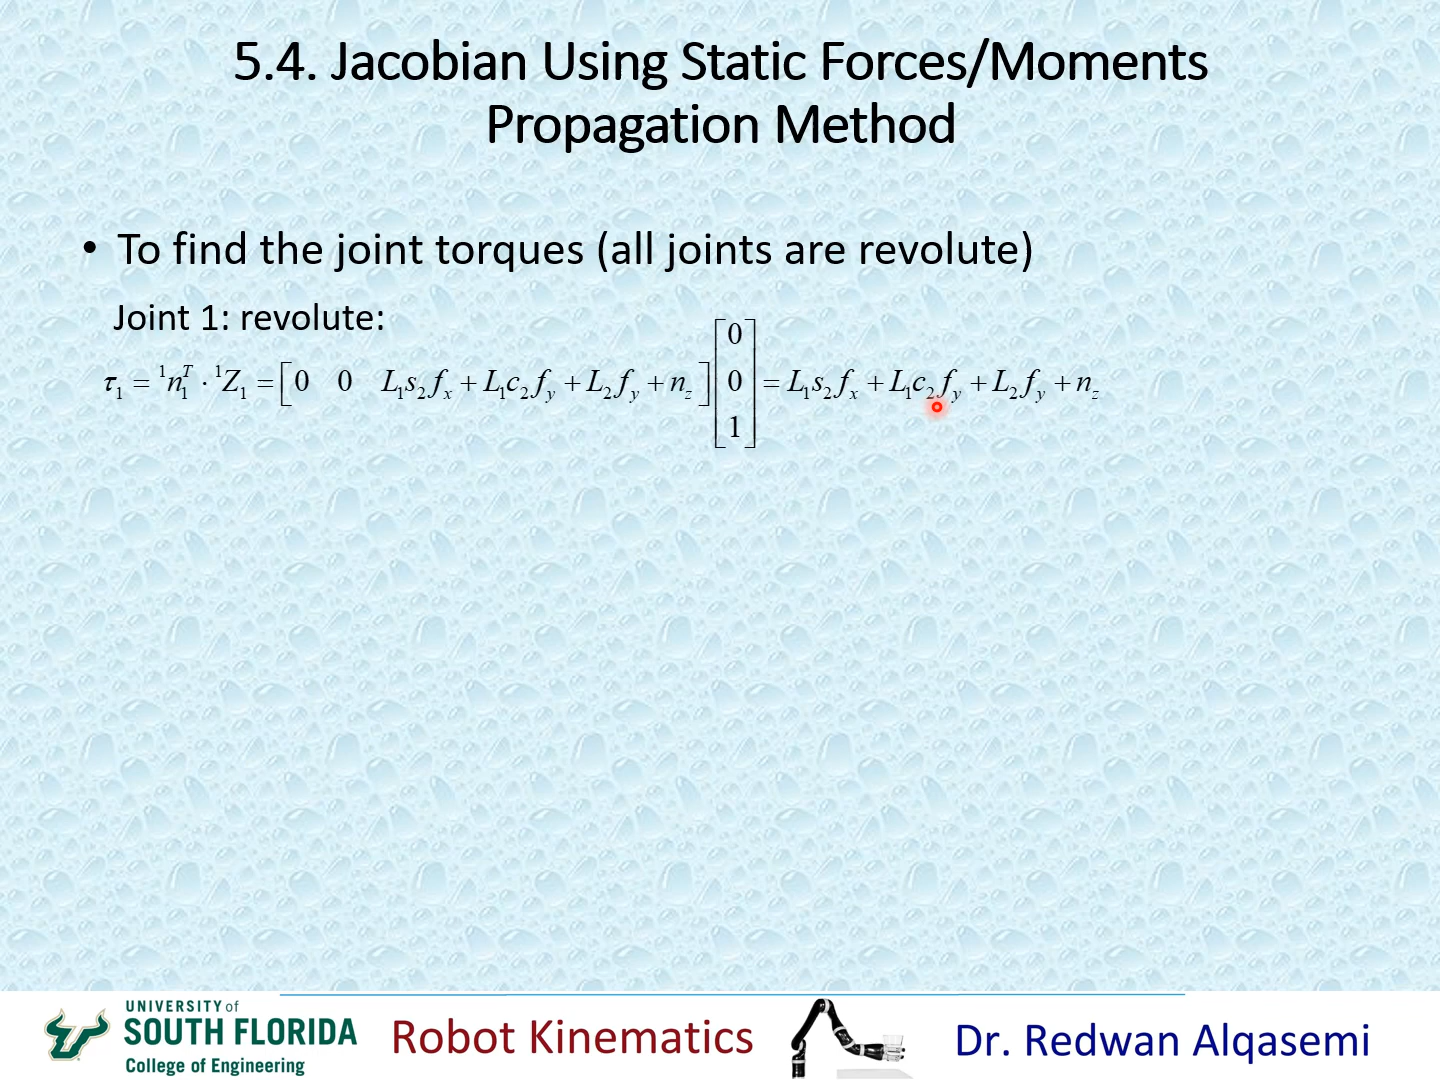 5.4. Jacobian Using Static Forces/Moments
Propagation Method
• To find the joint torques (all joints are revolute)
Joint 1: revolute:
τ₁ = ¹n₁ᵀ · ¹Z₁ = [0 0 L₁s₂fₓ + L₁c₂f_y + L₂f_y + n_z] [0 0 1] = L₁s₂fₓ + L₁c₂f_y + L₂f_y + n_z
UNIVERSITY of
SOUTH FLORIDA
College of Engineering
Robot Kinematics
Dr. Redwan Alqasemi